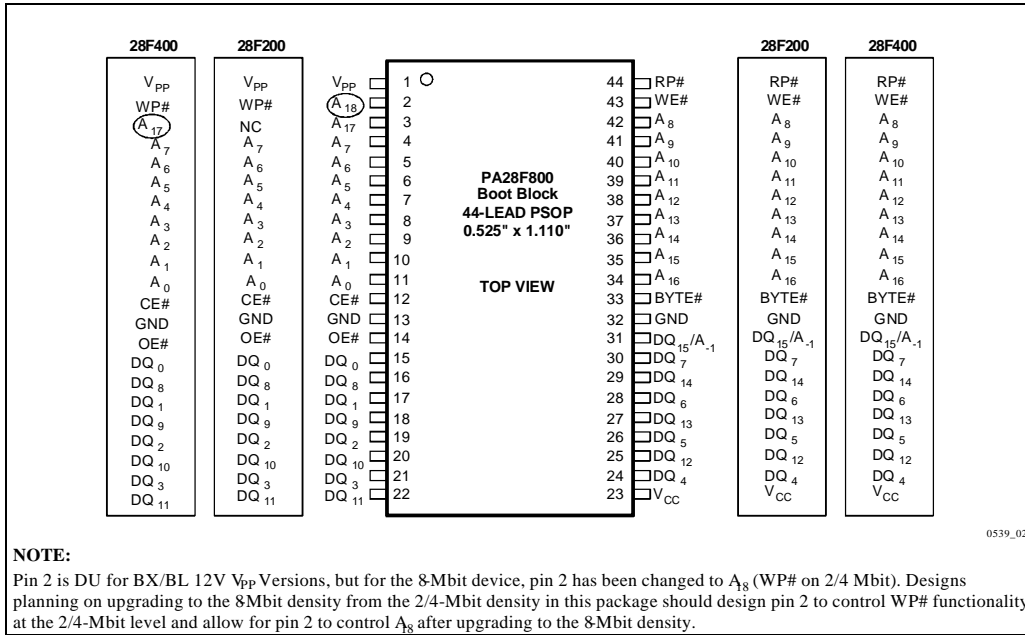 28F400 28F200 28F200 28F400
VPP VPP VPP 1 44 RP# RP# RP#
WP# WP# A18 2 43 WE# WE# WE#
A17 NC A17 3 42 A8 A8 A8
A7 A7 A7 4 41 A9 A9 A9
A6 A6 A6 5 40 A10 A10 A10
A5 A5 A5 6 PA28F800 39 A11 A11 A11
A4 A4 A4 7 Boot Block 38 A12 A12 A12
A3 A3 A3 8 44-LEAD PSOP 37 A13 A13 A13
A2 A2 A2 9 0.525" x 1.110" 36 A14 A14 A14
A1 A1 A1 10 35 A15 A15 A15
A0 A0 A0 11 TOP VIEW 34 A16 A16 A16
CE# CE# CE# 12 33 BYTE# BYTE# BYTE#
GND GND GND 13 32 GND GND GND
OE# OE# OE# 14 31 DQ15/A-1 DQ15/A-1 DQ15/A-1
DQ0 DQ0 DQ0 15 30 DQ7 DQ7 DQ7
DQ8 DQ8 DQ8 16 29 DQ14 DQ14 DQ14
DQ1 DQ1 DQ1 17 28 DQ6 DQ6 DQ6
DQ9 DQ9 DQ9 18 27 DQ13 DQ13 DQ13
DQ2 DQ2 DQ2 19 26 DQ5 DQ5 DQ5
DQ10 DQ10 DQ10 20 25 DQ12 DQ12 DQ12
DQ3 DQ3 DQ3 21 24 DQ4 DQ4 DQ4
DQ11 DQ11 DQ11 22 23 VCC VCC VCC
0539_02
NOTE:
Pin 2 is DU for BX/BL 12V VPP Versions, but for the 8-Mbit device, pin 2 has been changed to A18 (WP# on 2/4 Mbit). Designs
planning on upgrading to the 8-Mbit density from the 2/4-Mbit density in this package should design pin 2 to control WP# functionality
at the 2/4-Mbit level and allow for pin 2 to control A18 after upgrading to the 8-Mbit density.